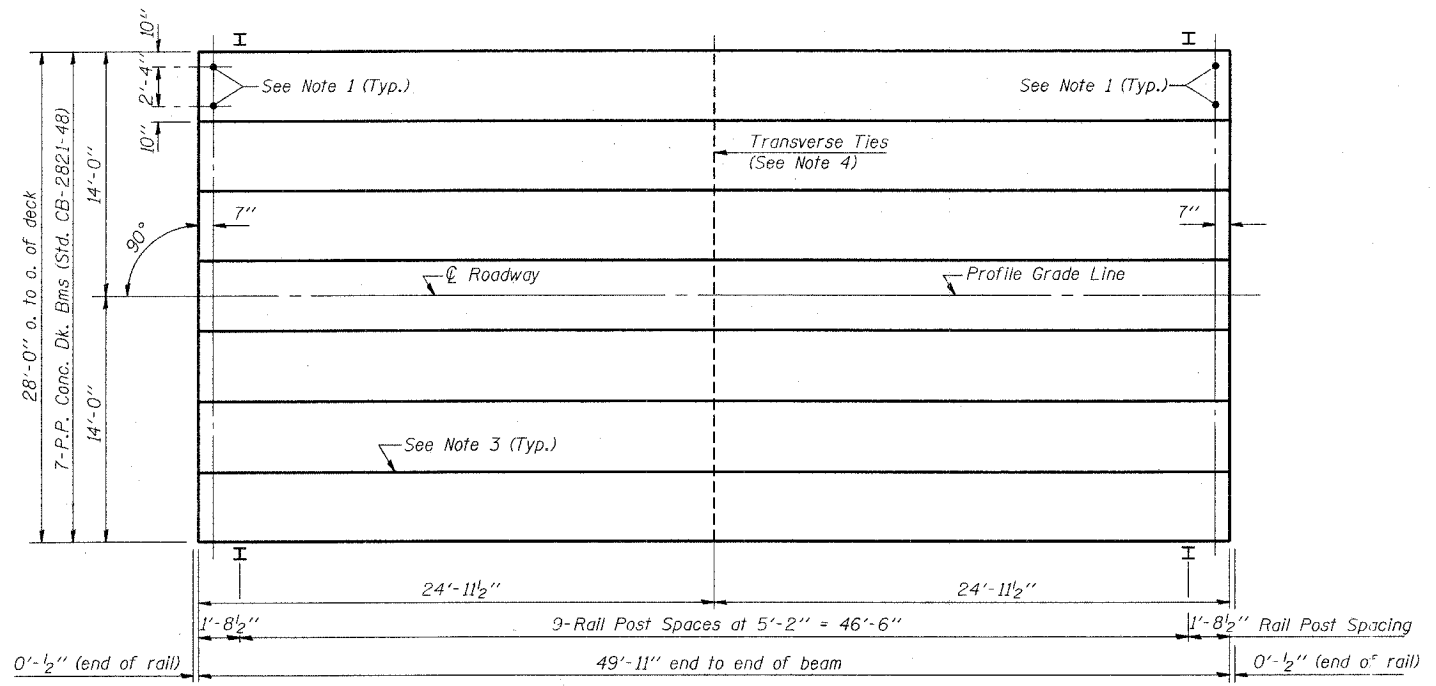 10"
I
I
2'-4"
See Note 1 (Typ.)
See Note 1 (Typ.)
10"
Transverse Ties
(See Note 4)
28'-0" o. to o. of deck
7-P.P. Conc. Dk. Bms (Std. CB-2821-48)
14'-0"
7"
7"
90°
℄ Roadway
Profile Grade Line
14'-0"
See Note 3 (Typ.)
I
I
24'-11½"
24'-11½"
1'-8½"
9-Rail Post Spaces at 5'-2" = 46'-6"
1'-8½" Rail Post Spacing
0'-½" (end of rail)
49'-11" end to end of beam
0'-½" (end of rail)